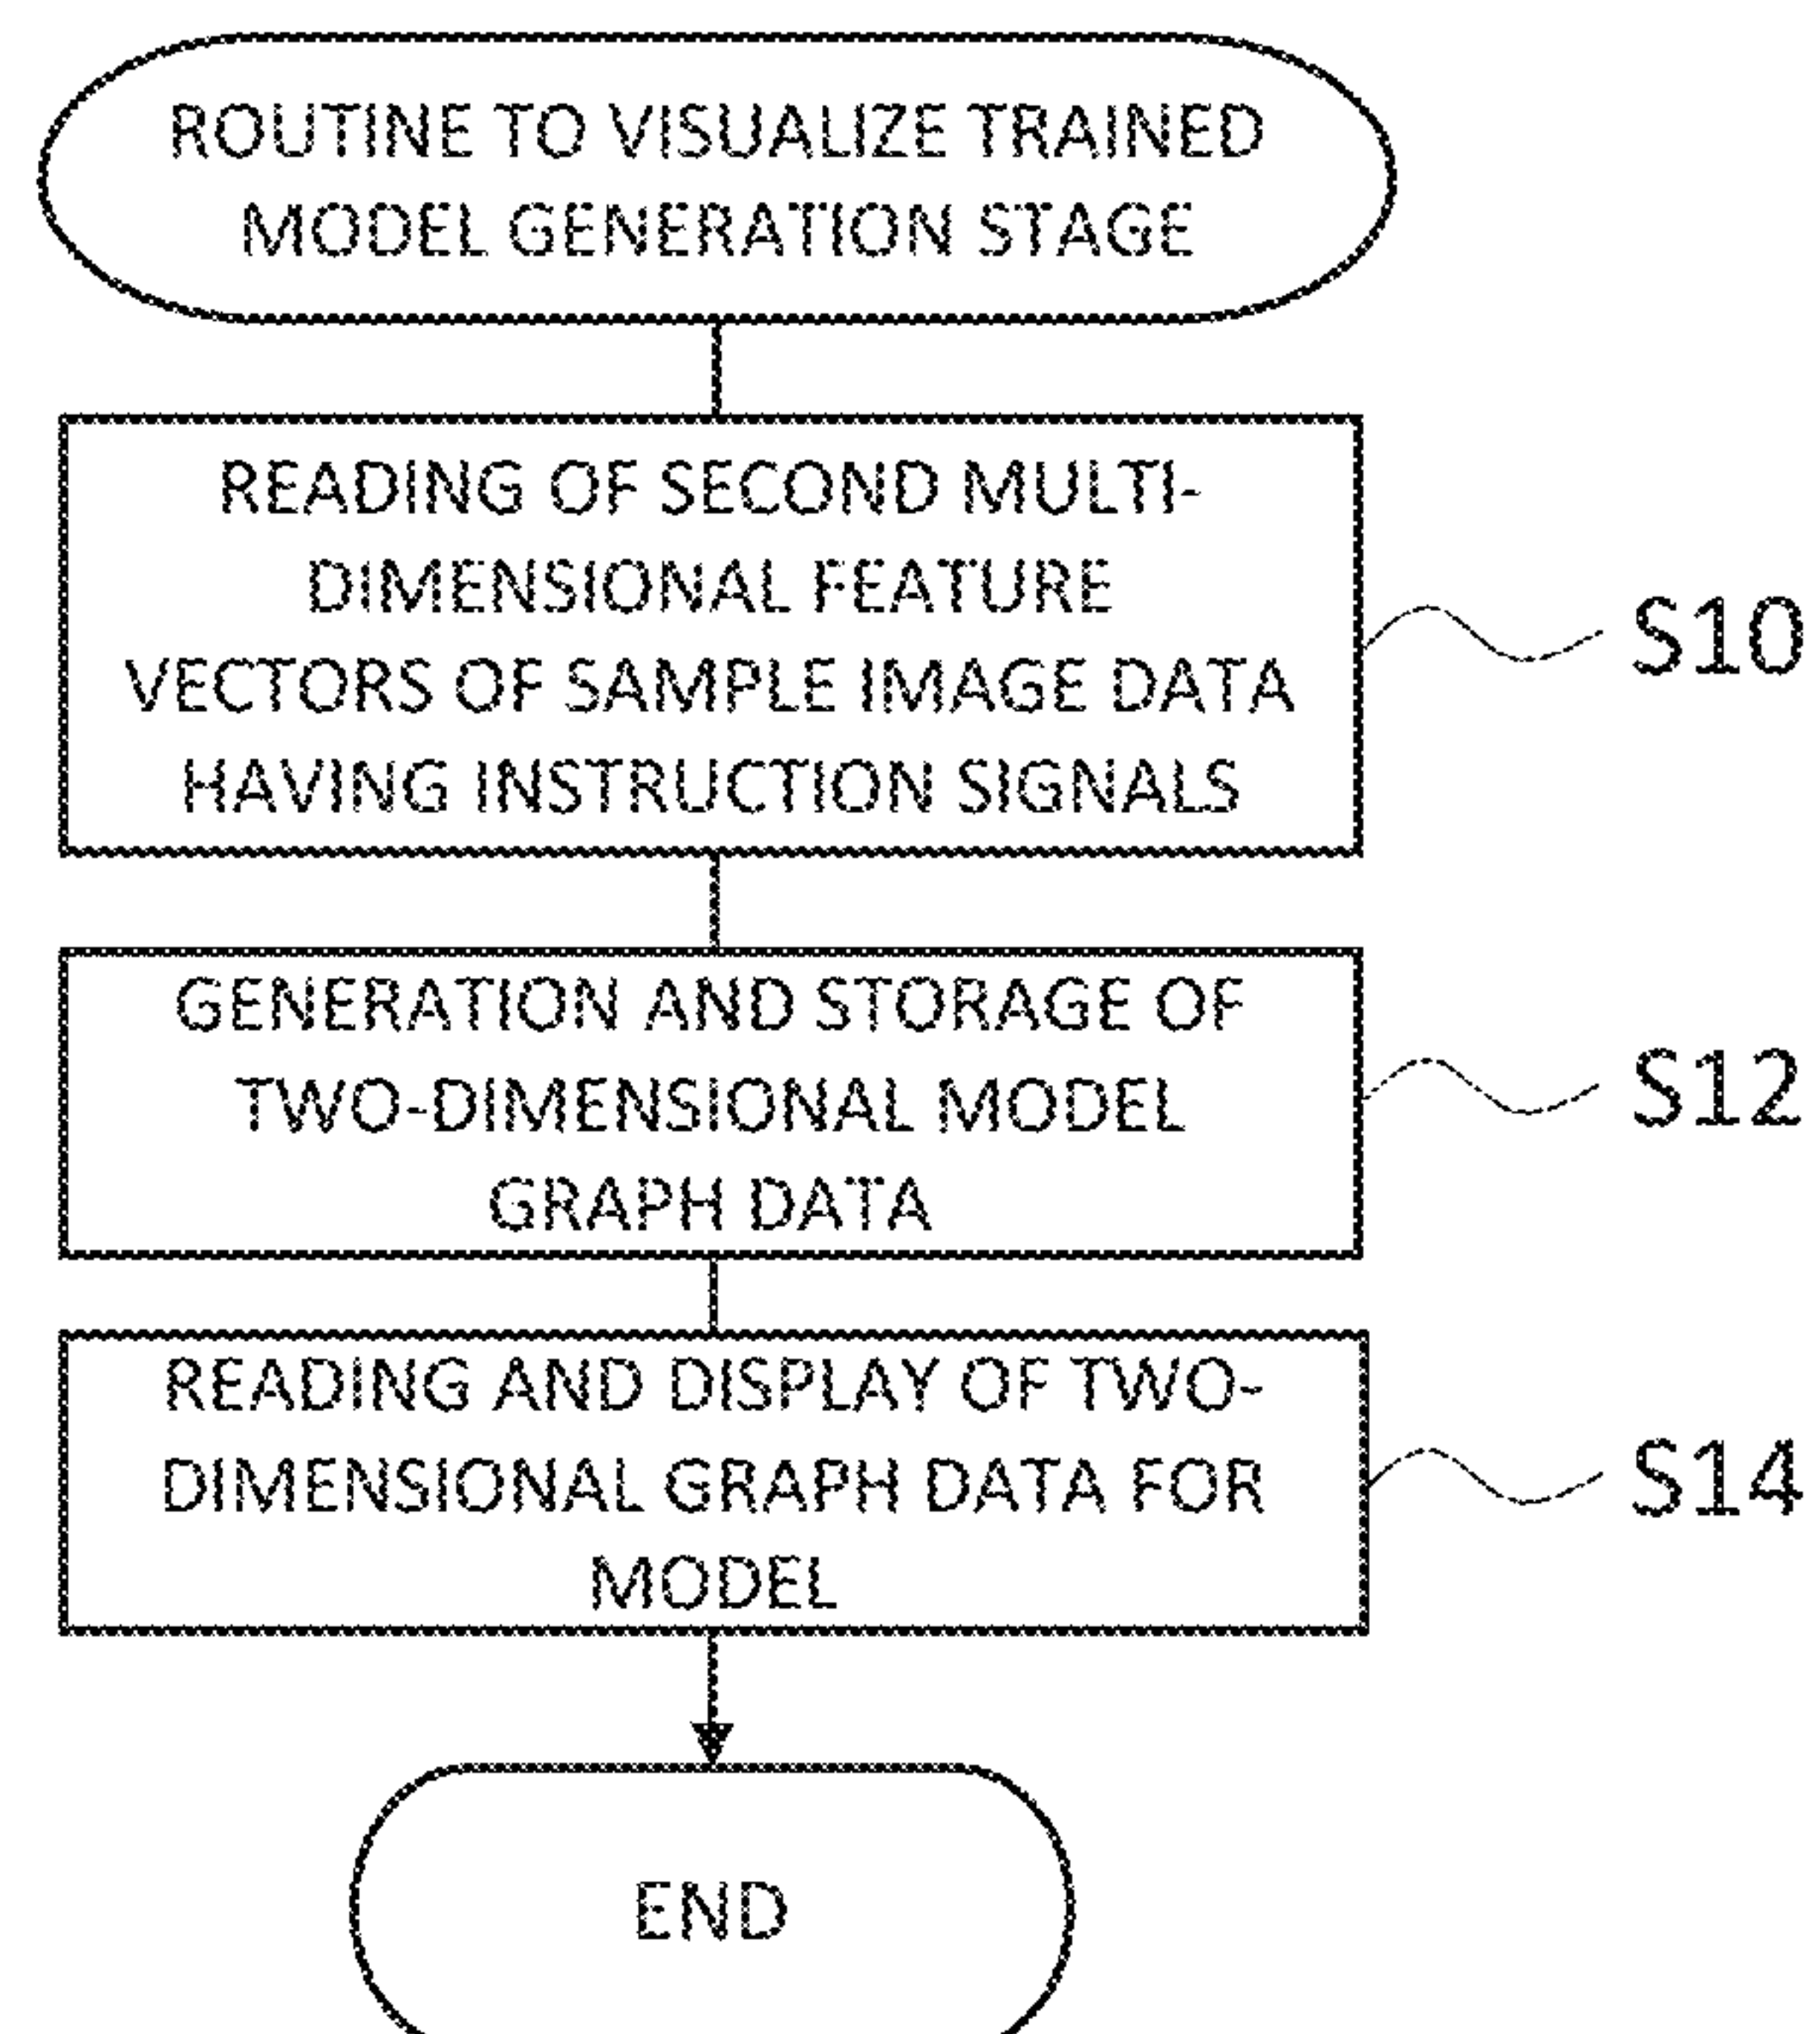 ROUTINE TO VISUALIZE TRAINED
MODEL GENERATION STAGE
READING OF SECOND MULTI-
DIMENSIONAL FEATURE
VECTORS OF SAMPLE IMAGE DATA
HAVING INSTRUCTION SIGNALS
S10
GENERATION AND STORAGE OF
TWO-DIMENSIONAL MODEL
GRAPH DATA
S12
READING AND DISPLAY OF TWO-
DIMENSIONAL GRAPH DATA FOR
MODEL
S14
END